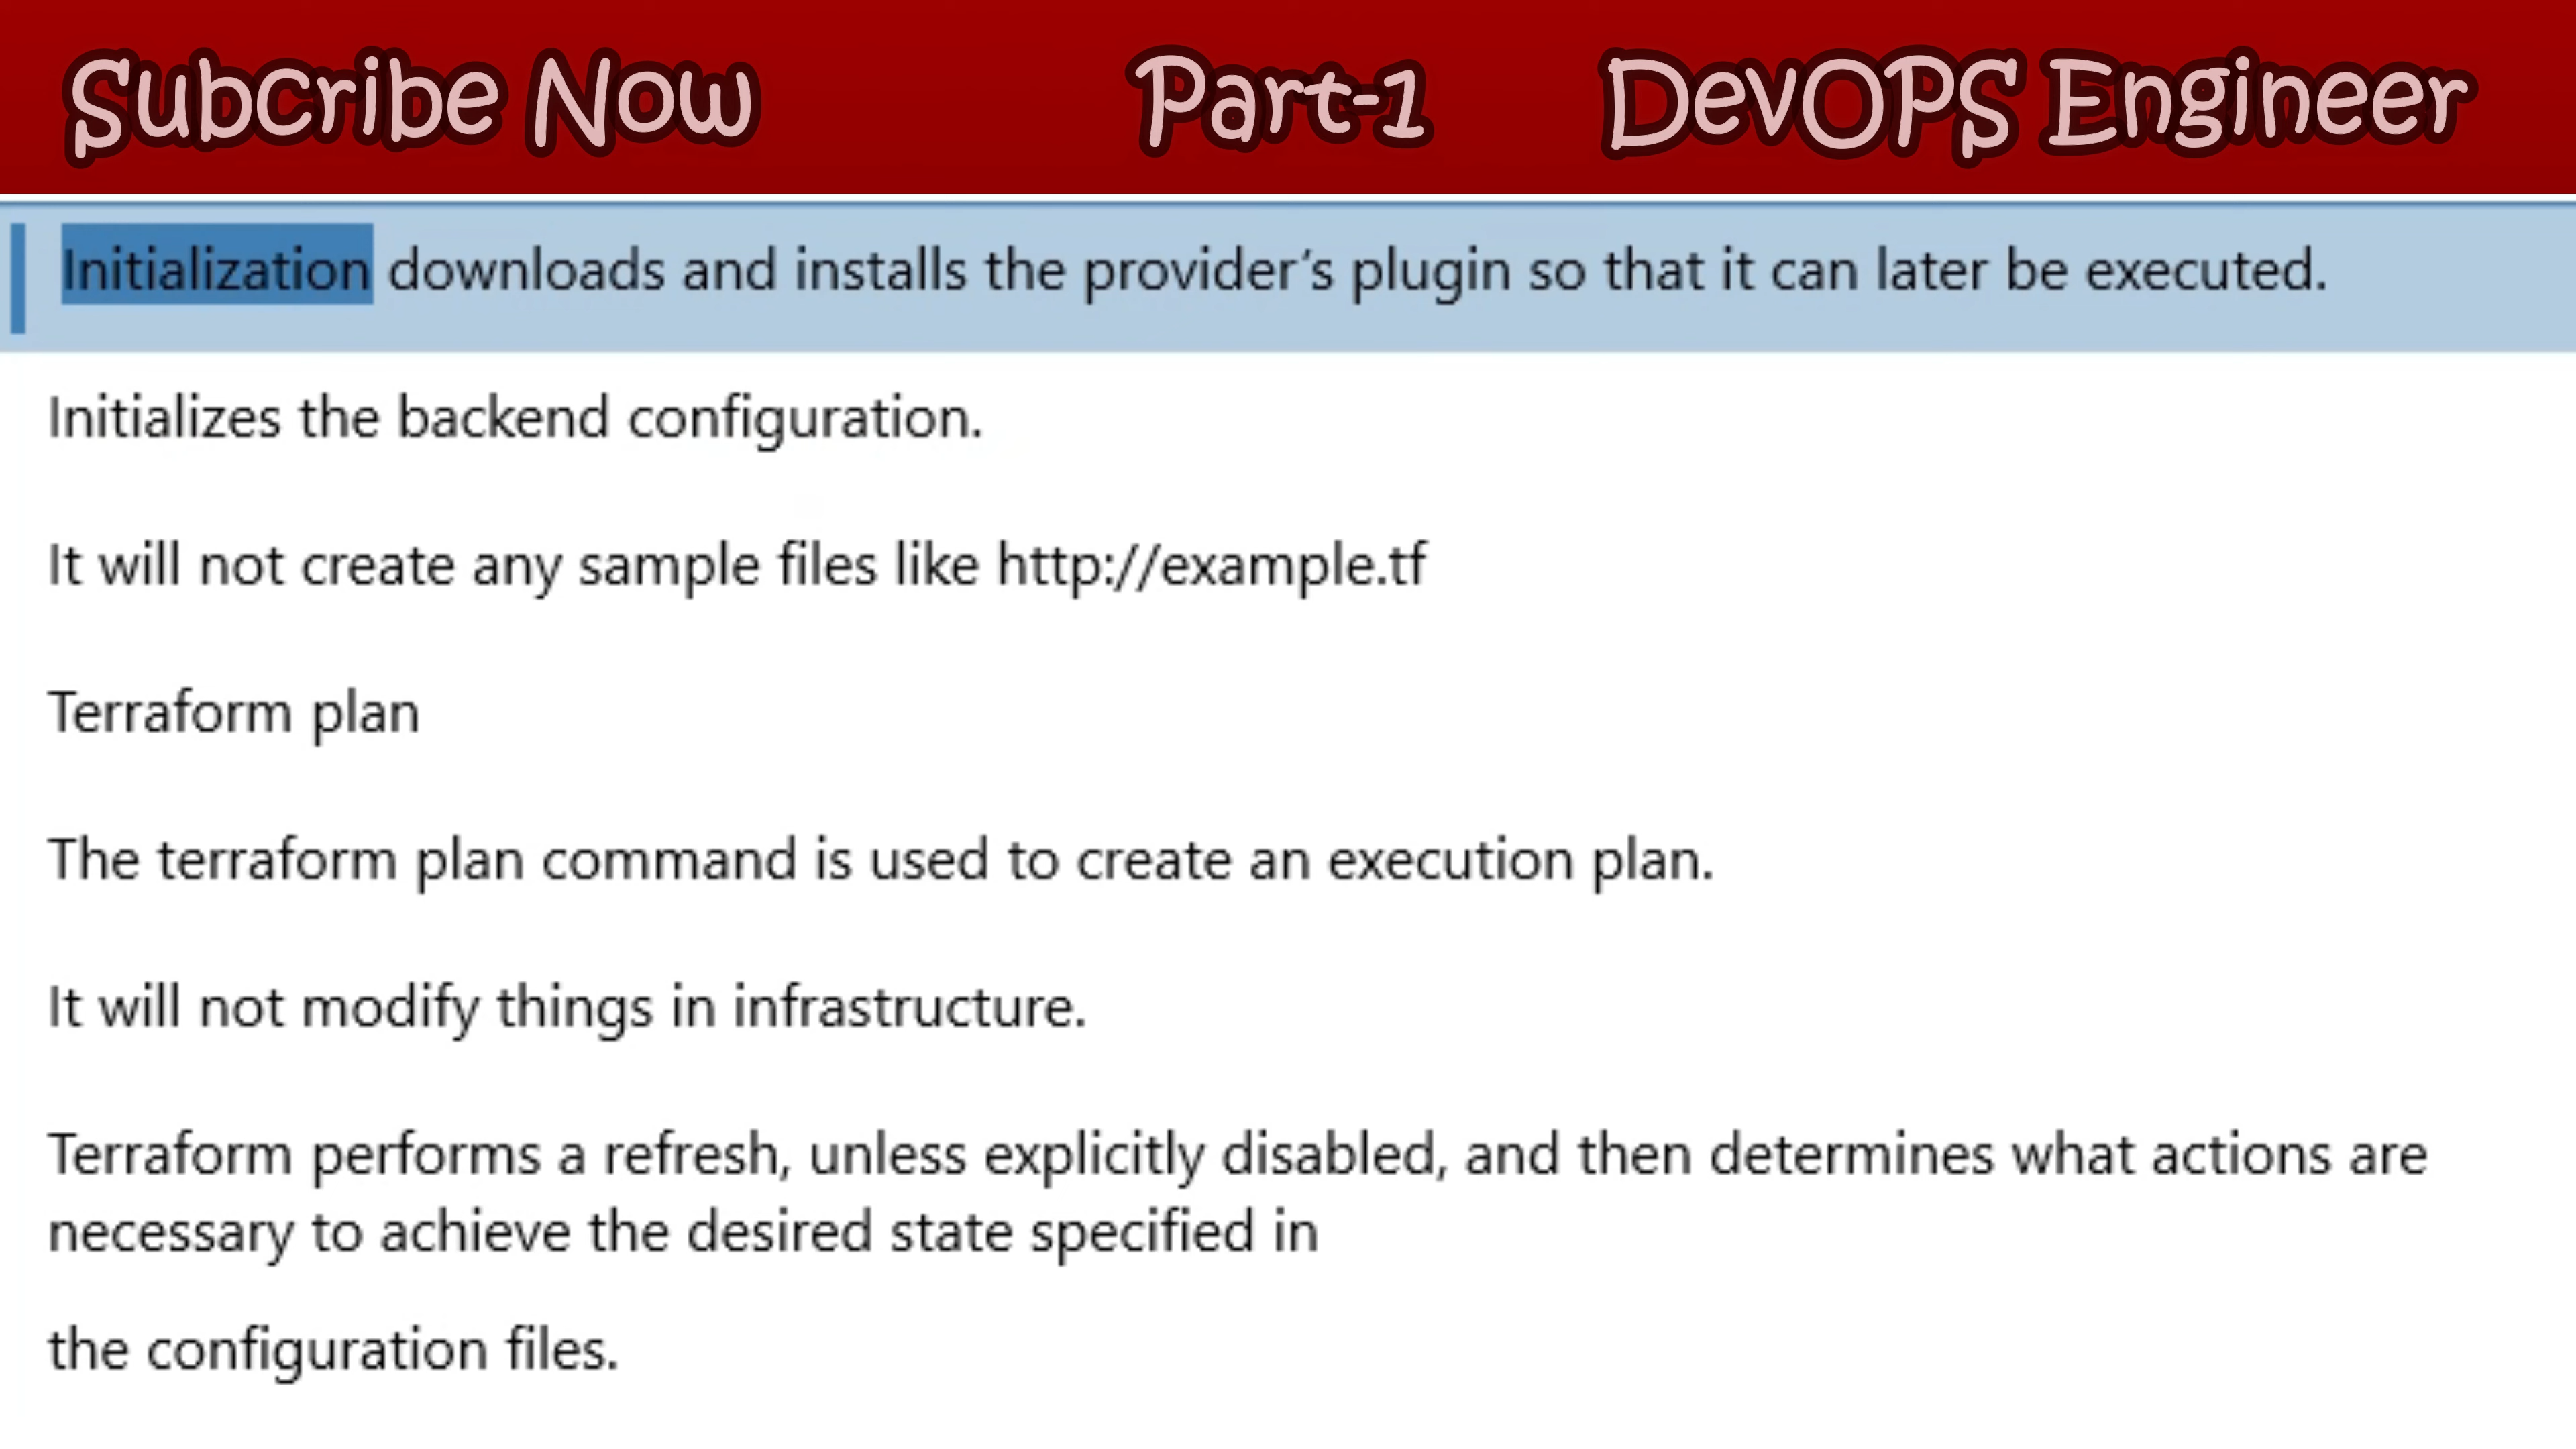 Subcribe Now Part-1 DevOPS Engineer
Initialization downloads and installs the provider’s plugin so that it can later be executed.
Initializes the backend configuration.
It will not create any sample files like http://example.tf
Terraform plan
The terraform plan command is used to create an execution plan.
It will not modify things in infrastructure.
Terraform performs a refresh, unless explicitly disabled, and then determines what actions are
necessary to achieve the desired state specified in
the configuration files.